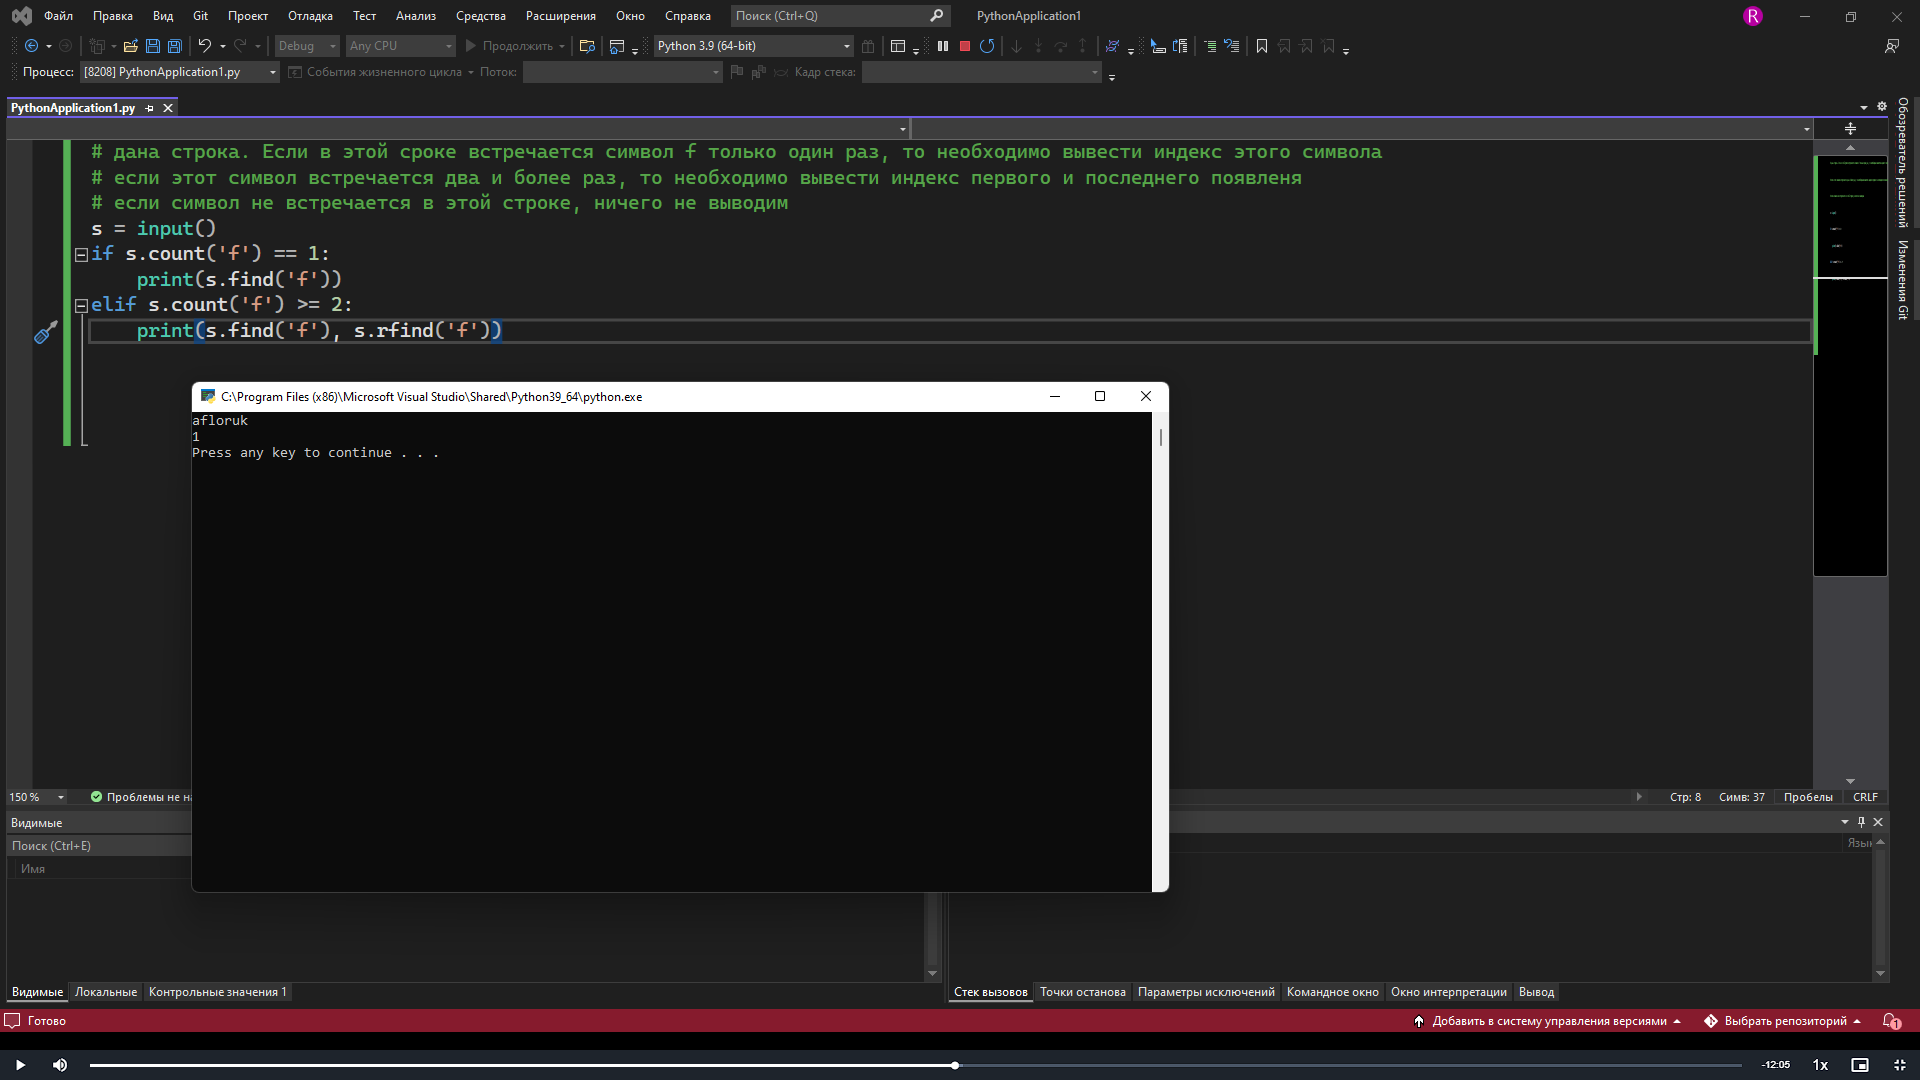 Файл Правка Вид Git Проект Отладка Тест Анализ Средства Расширения Окно Справка Поиск (Ctrl+Q) PythonApplication1 R
Debug Any CPU Продолжить Python 3.9 (64-bit)
Процесс: [8208] PythonApplication1.py События жизненного цикла Поток: Кадр стека:
PythonApplication1.py
# дана строка. Если в этой сроке встречается символ f только один раз, то необходимо вывести индекс этого символа
# если этот символ встречается два и более раз, то необходимо вывести индекс первого и последнего появленя
# если символ не встречается в этой строке, ничего не выводим
s = input()
if s.count('f') == 1:
print(s.find('f'))
elif s.count('f') >= 2:
print(s.find('f'), s.rfind('f'))
Обозреватель решений
Изменения Git
C:\Program Files (x86)\Microsoft Visual Studio\Shared\Python39_64\python.exe
afloruk
1
Press any key to continue . . .
150 % Проблемы не на Стр: 8 Симв: 37 Пробелы CRLF
Видимые
Поиск (Ctrl+E)
Имя
Язык
Видимые Локальные Контрольные значения 1
Стек вызовов Точки останова Параметры исключений Командное окно Окно интерпретации Вывод
Готово Добавить в систему управления версиями Выбрать репозиторий 1
-12:05 1x